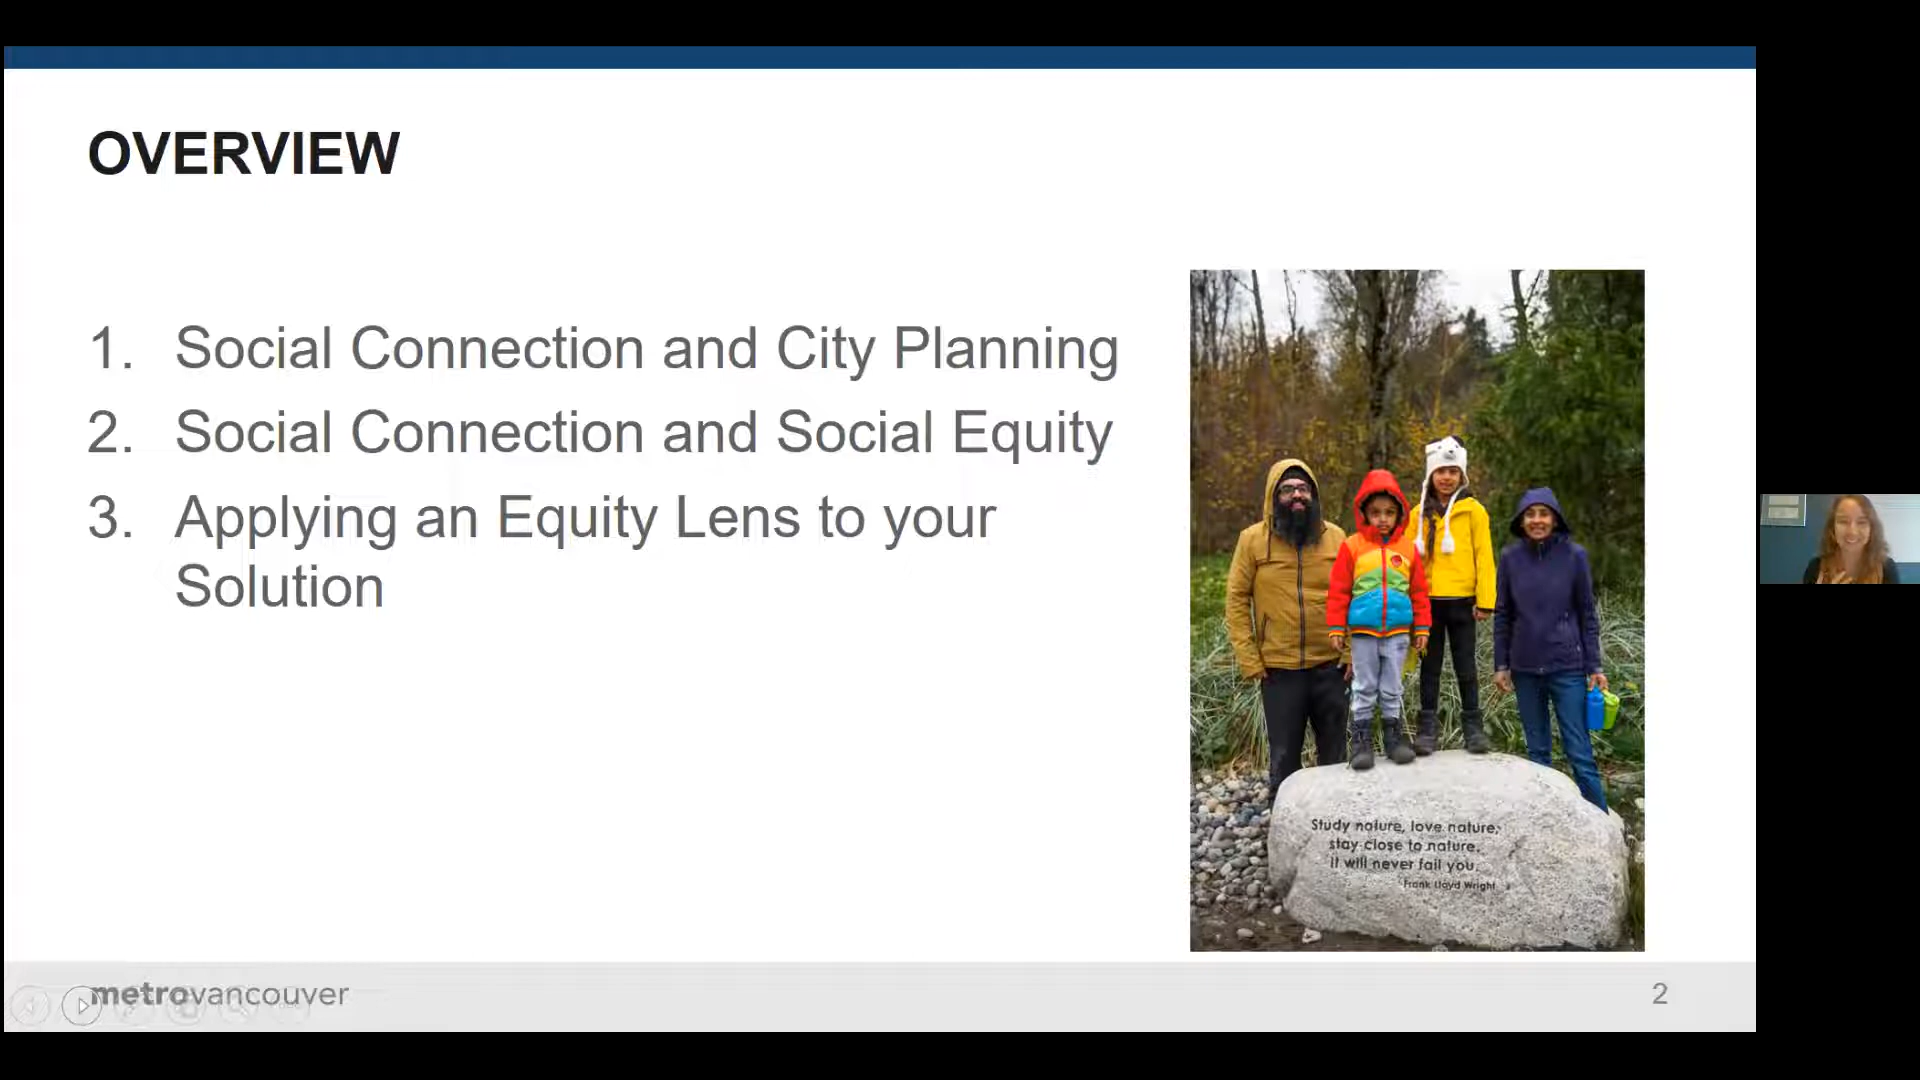 OVERVIEW
1. Social Connection and City Planning
2. Social Connection and Social Equity
3. Applying an Equity Lens to your
Solution
Study nature, love nature,
stay close to nature.
It will never fail you.
Frank Lloyd Wright
metrovancouver
2